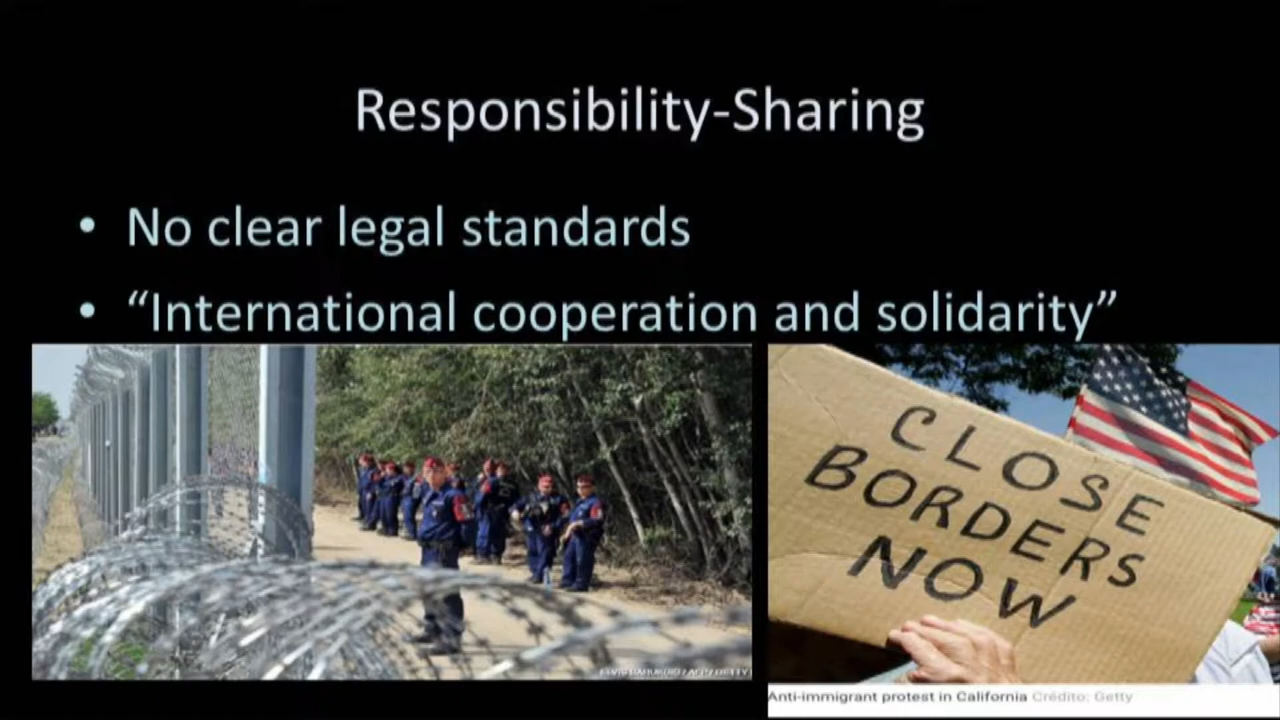 Responsibility-Sharing
• No clear legal standards
• “International cooperation and solidarity”
CLOSE
BORDERS
NOW
Anti-immigrant protest in California Crédito: Getty